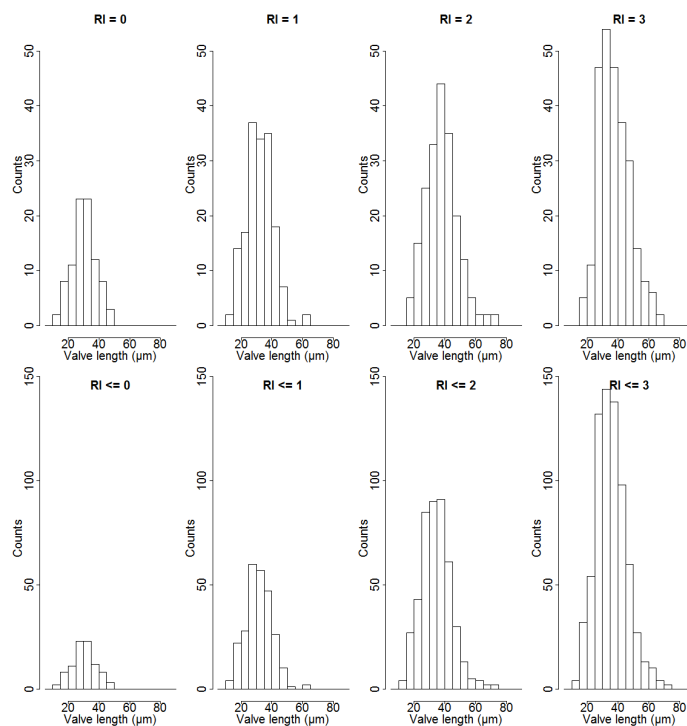 RI = 0 RI = 1 RI = 2 RI = 3
Counts Counts Counts Counts
50 50 50 50
40 40 40 40
30 30 30 30
20 20 20 20
10 10 10 10
0 0 0 0
20 40 60 80 20 40 60 80 20 40 60 80 20 40 60 80
Valve length (µm) Valve length (µm) Valve length (µm) Valve length (µm)
RI <= 0 RI <= 1 RI <= 2 RI <= 3
Counts Counts Counts Counts
150 150 150 150
100 100 100 100
50 50 50 50
0 0 0 0
20 40 60 80 20 40 60 80 20 40 60 80 20 40 60 80
Valve length (µm) Valve length (µm) Valve length (µm) Valve length (µm)